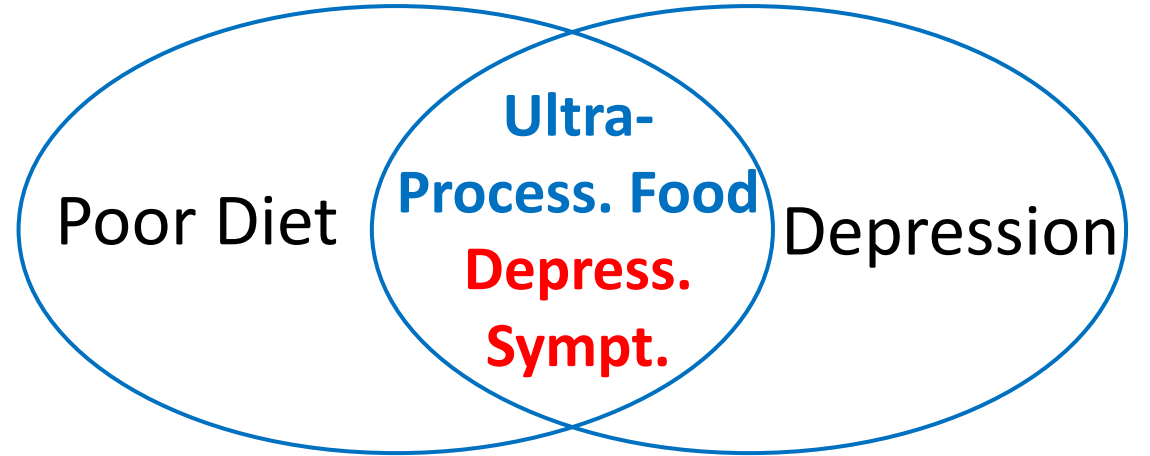 Poor Diet
Ultra-
Process. Food
Depress.
Sympt.
Depression